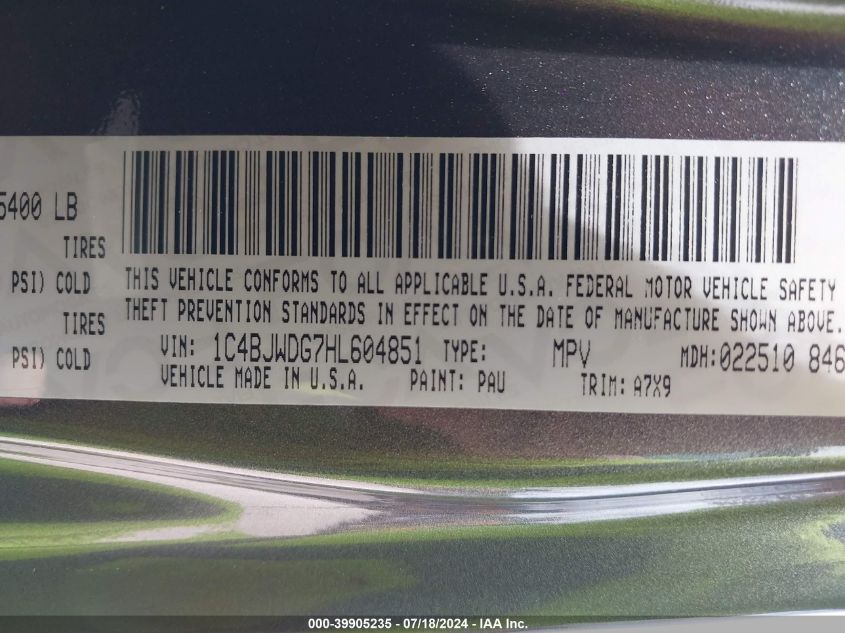 5400 LB
TIRES
PSI) COLD
THIS VEHICLE CONFORMS TO ALL APPLICABLE U.S.A. FEDERAL MOTOR VEHICLE SAFETY
TIRES
THEFT PREVENTION STANDARDS IN EFFECT ON THE DATE OF MANUFACTURE SHOWN ABOVE.
PSI) COLD
VIN: 1C4BJWDG7HL604851 TYPE: MPV MDH:022510 846
VEHICLE MADE IN U.S.A. PAINT: PAU TRIM: A7X9
000-39905235 - 07/18/2024 - IAA Inc.